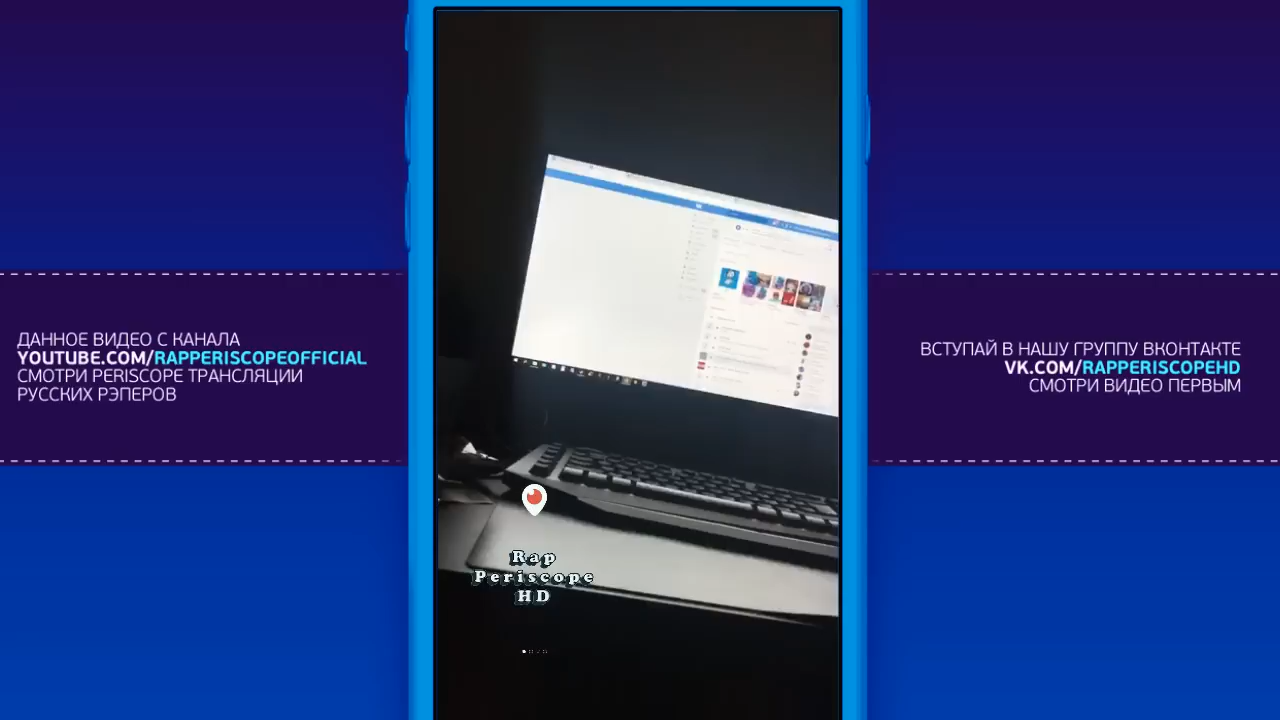 ДАННОЕ ВИДЕО С КАНАЛА
YOUTUBE.COM/RAPPERISCOPEOFFICIAL
СМОТРИ PERISCOPE ТРАНСЛЯЦИИ
РУССКИХ РЭПЕРОВ
ВСТУПАЙ В НАШУ ГРУППУ ВКОНТАКТЕ
VK.COM/RAPPERISCOPEHD
СМОТРИ ВИДЕО ПЕРВЫМ
Rap
Periscope
HD